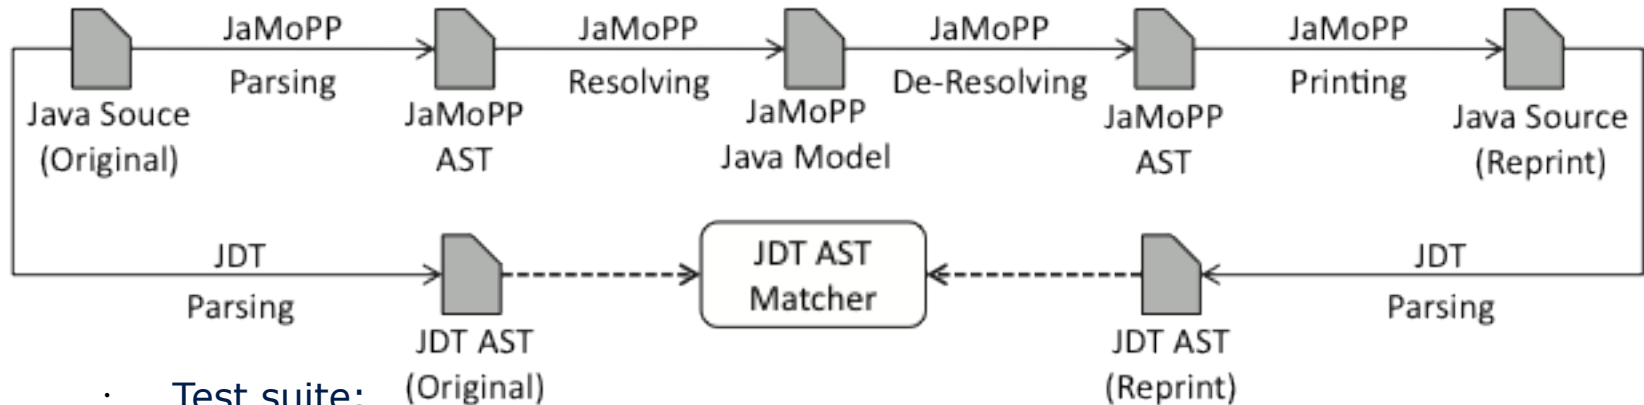 JaMoPP
JaMoPP
JaMoPP
JaMoPP
Parsing
Resolving
De-Resolving
Printing
Java Souce
(Original)
JaMoPP
AST
JaMoPP
Java Model
JaMoPP
AST
Java Source
(Reprint)
JDT
Parsing
JDT AST
Matcher
JDT
Parsing
JDT AST
(Original)
JDT AST
(Reprint)
· Test suite: